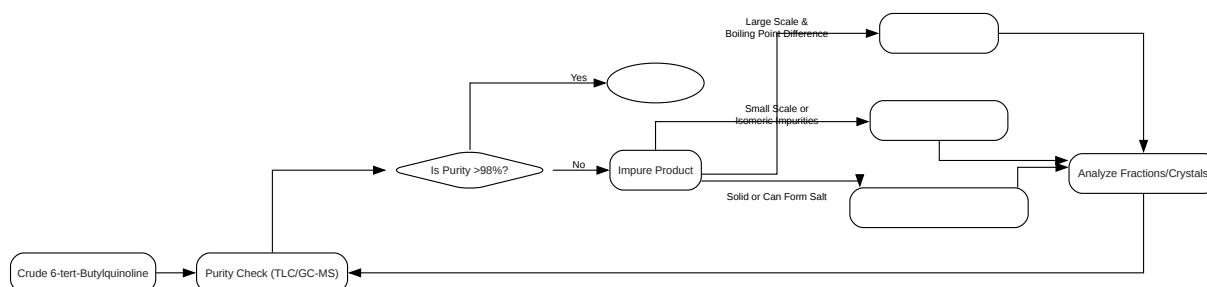 Large Scale &
Boiling Point Difference
Yes
Small Scale or
Isomeric Impurities
Is Purity >98%?
No
Impure Product
Analyze Fractions/Crystals
Solid or Can Form Salt
Crude 6-tert-Butylquinoline
Purity Check (TLC/GC-MS)